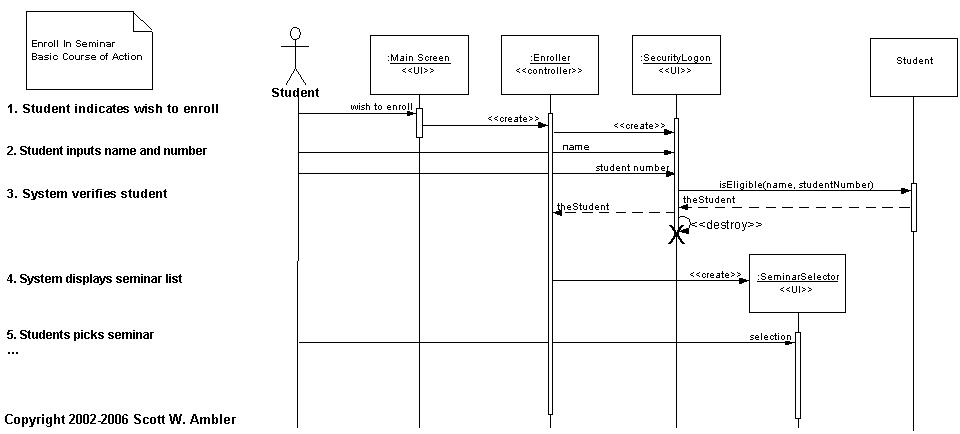 Enroll In Seminar
Basic Course of Action
Student
:Main Screen
<<UI>>
:Enroller
<<controller>>
:SecurityLogon
<<UI>>
Student
1. Student indicates wish to enroll
wish to enroll
<<create>>
<<create>>
2. Student inputs name and number
name
student number
3. System verifies student
isEligible(name, studentNumber)
theStudent
theStudent
<<destroy>>
X
4. System displays seminar list
<<create>>
:SeminarSelector
<<UI>>
5. Students picks seminar
selection
...
Copyright 2002-2006 Scott W. Ambler